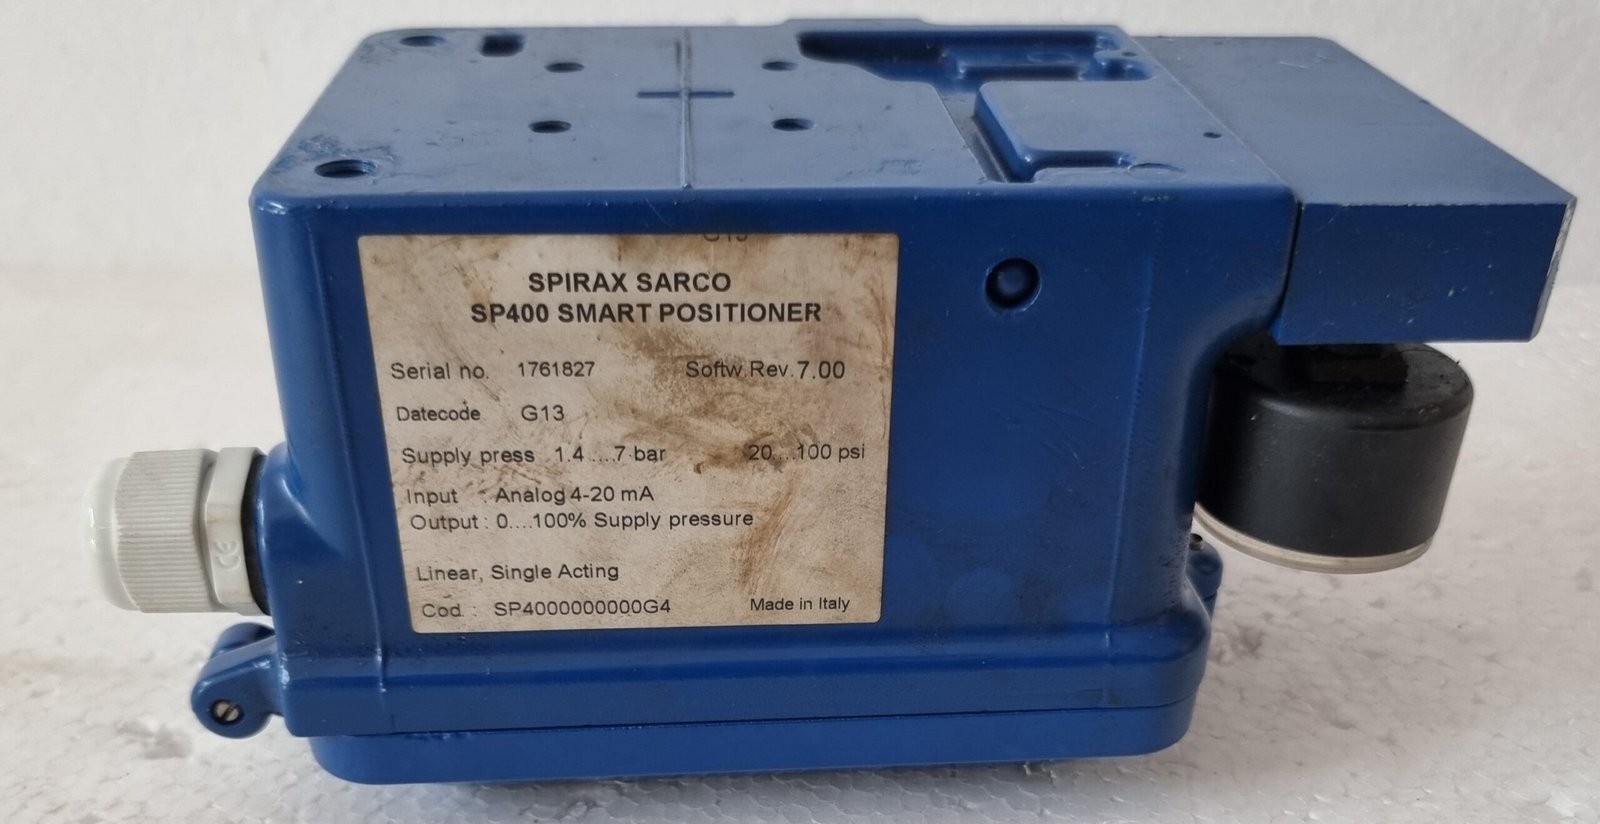 G13
SPIRAX SARCO
SP400 SMART POSITIONER
Serial no. 1761827 Softw.Rev.7.00
Datecode G13
Supply press 1.4....7 bar 20...100 psi
Input : Analog 4-20 mA
Output : 0....100% Supply pressure
Linear, Single Acting
Cod. : SP4000000000G4 Made in Italy
CE